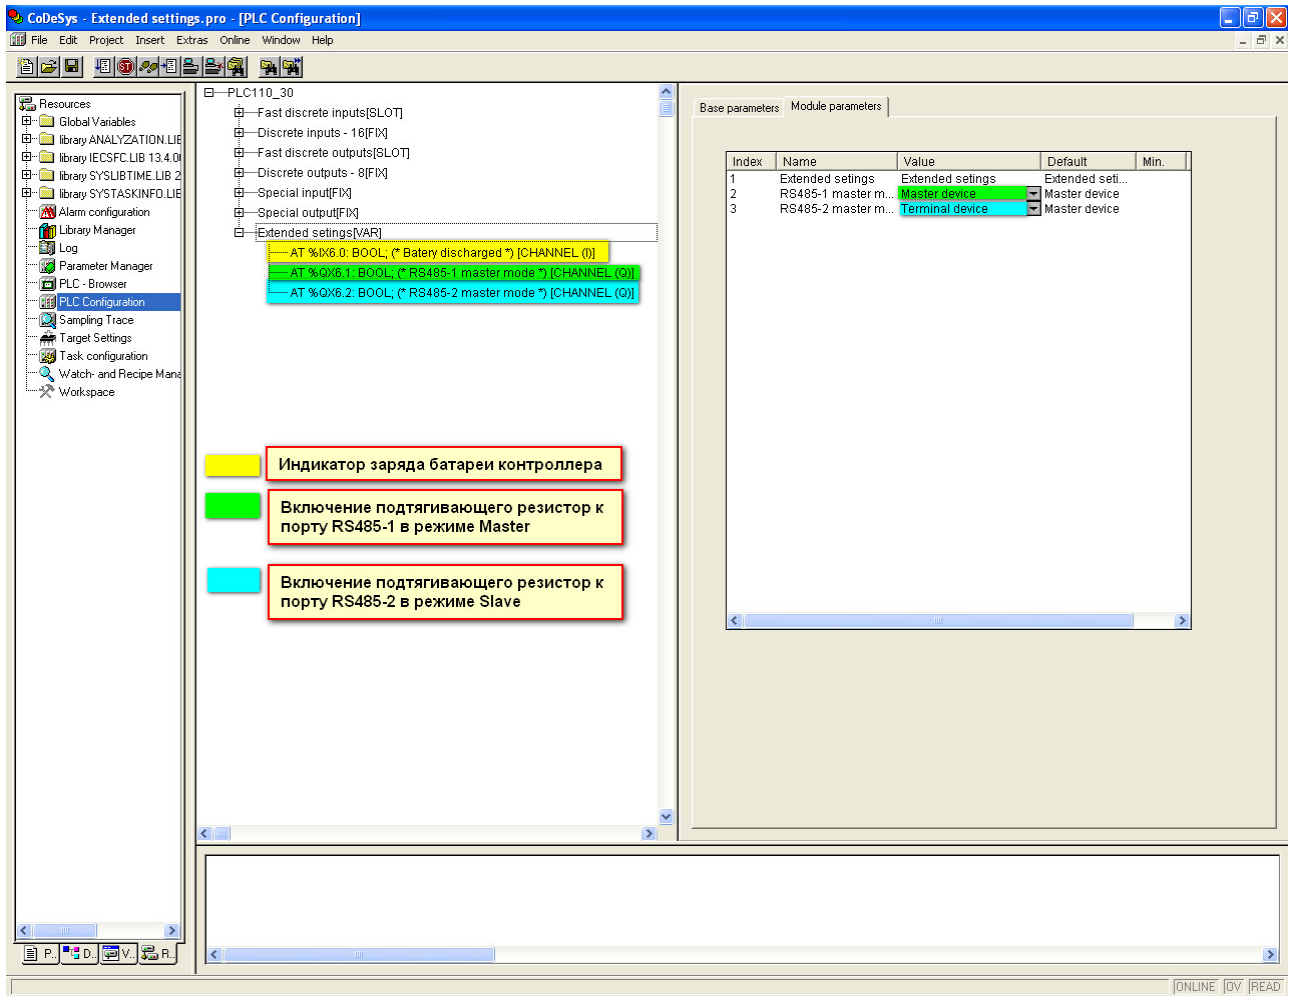 CoDeSys - Extended settings.pro - [PLC Configuration]
File Edit Project Insert Extras Online Window Help
Resources
Global Variables
library ANALYZATION.LIE
library IECSFC.LIB 13.4.0
library SYSLIBTIME.LIB 2
library SYSTASKINFO.LIE
Alarm configuration
Library Manager
Log
Parameter Manager
PLC - Browser
PLC Configuration
Sampling Trace
Target Settings
Task configuration
Watch- and Recipe Mana
Workspace
P.. D.. V.. R..
PLC110_30
Fast discrete inputs[SLOT]
Discrete inputs - 16[FIX]
Fast discrete outputs[SLOT]
Discrete outputs - 8[FIX]
Special input[FIX]
Special output[FIX]
Extended setings[VAR]
AT %IX6.0: BOOL; (* Batery discharged *) [CHANNEL (I)]
AT %QX6.1: BOOL; (* RS485-1 master mode *) [CHANNEL (Q)]
AT %QX6.2: BOOL; (* RS485-2 master mode *) [CHANNEL (Q)]
Индикатор заряда батареи контроллера
Включение подтягивающего резистор к
порту RS485-1 в режиме Master
Включение подтягивающего резистор к
порту RS485-2 в режиме Slave
Base parameters Module parameters
Index Name Value Default Min.
1 Extended setings Extended setings Extended seti...
2 RS485-1 master m... Master device Master device
3 RS485-2 master m... Terminal device Master device
ONLINE OV READ